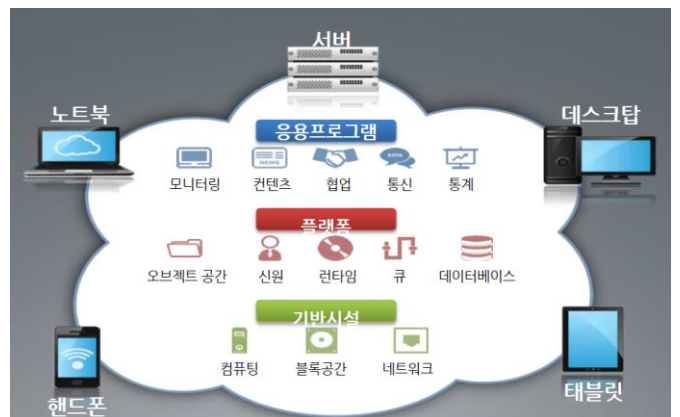 서버
노트북
데스크탑
응용프로그램
NEWS
sms
모니터링 컨텐츠 협업 통신 통계
플랫폼
오브젝트 공간 신원 런타임 큐 데이터베이스
기반시설
컴퓨팅 블록공간 네트워크
핸드폰
태블릿